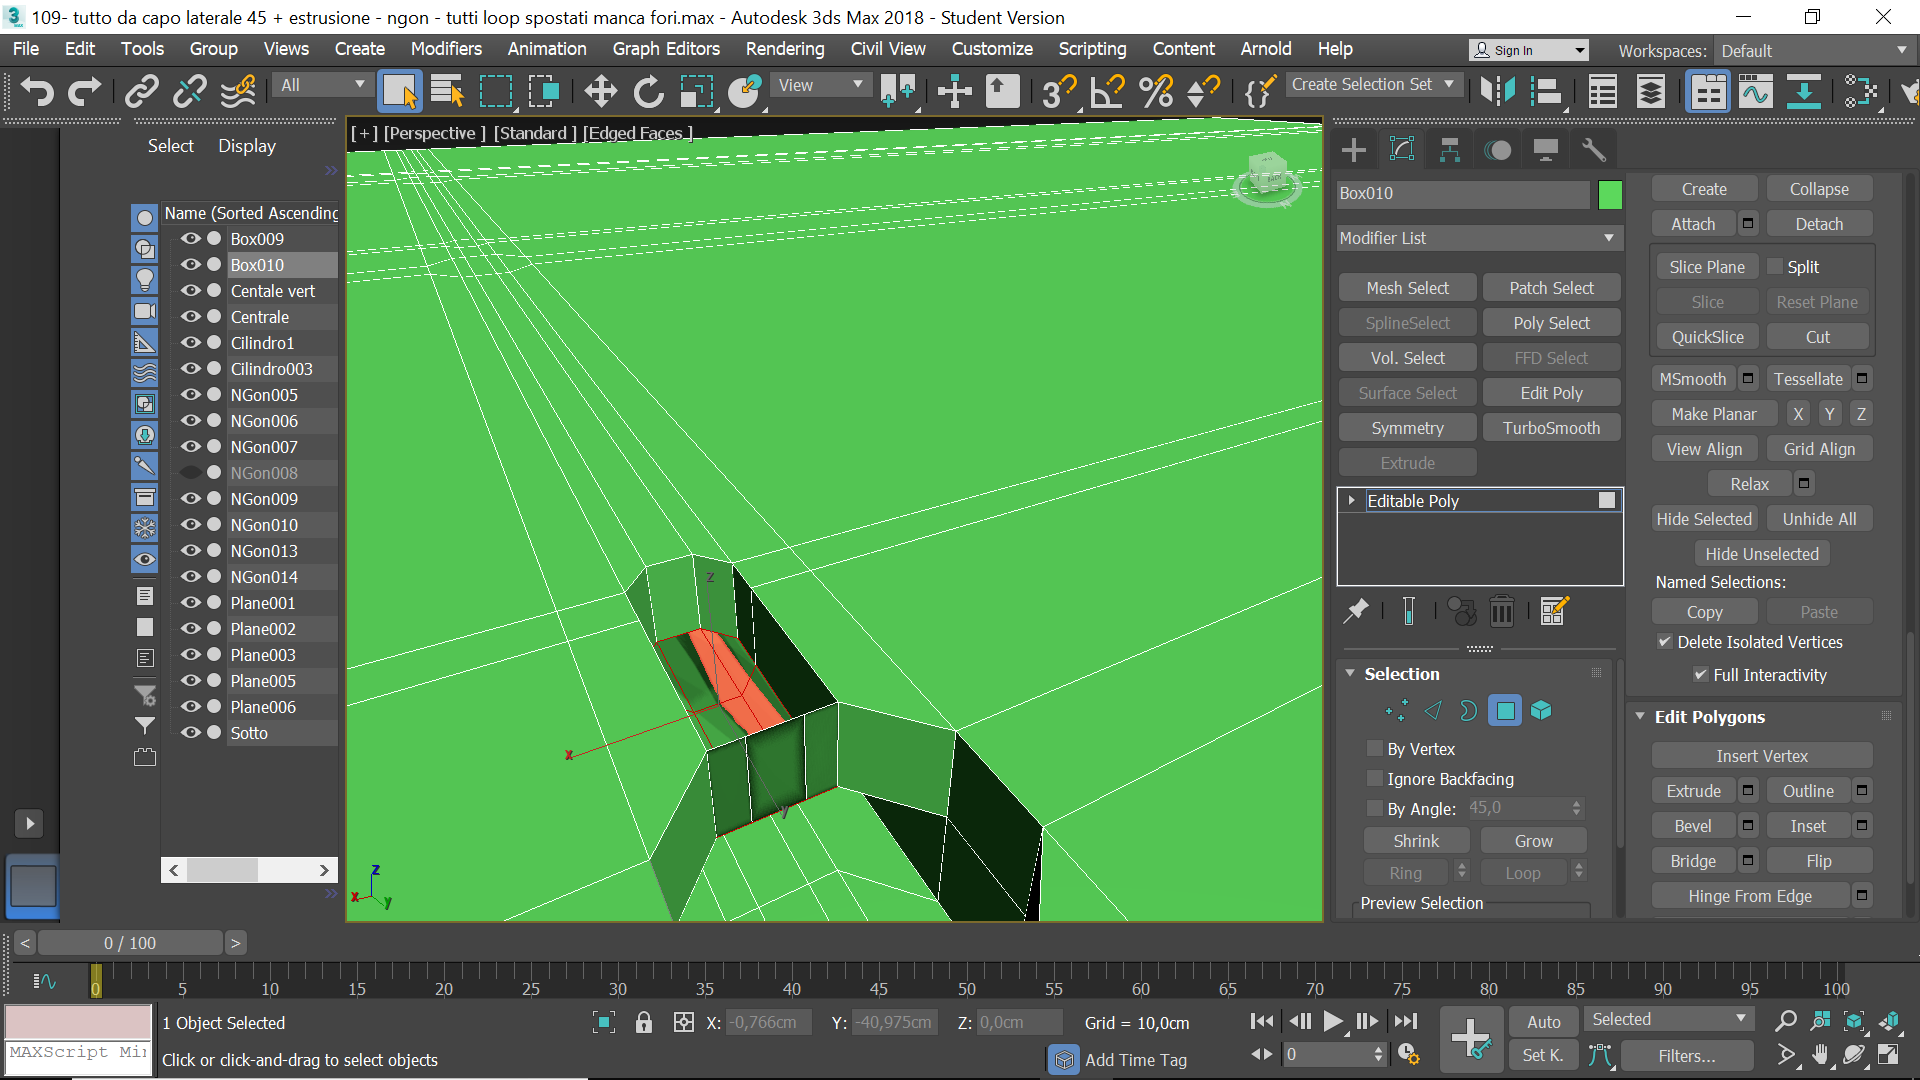 109- tutto da capo laterale 45 + estrusione - ngon - tutti loop spostati manca fori.max - Autodesk 3ds Max 2018 - Student Version
File Edit Tools Group Views Create Modifiers Animation Graph Editors Rendering Civil View Customize Scripting Content Arnold Help
Sign In
Workspaces: Default
All
View
3
Create Selection Set
Select Display
[ + ] [Perspective ] [Standard ] [Edged Faces ]
Name (Sorted Ascending
Box009
Box010
Centale vert
Centrale
Cilindro1
Cilindro003
NGon005
NGon006
NGon007
NGon008
NGon009
NGon010
NGon013
NGon014
Plane001
Plane002
Plane003
Plane005
Plane006
Sotto
z
x
y
z
x
y
Box010
Modifier List
Mesh Select Patch Select
SplineSelect Poly Select
Vol. Select FFD Select
Surface Select Edit Poly
Symmetry TurboSmooth
Extrude
Editable Poly
Selection
By Vertex
Ignore Backfacing
By Angle: 45,0
Shrink Grow
Ring Loop
Preview Selection
Create Collapse
Attach Detach
Slice Plane Split
Slice Reset Plane
QuickSlice Cut
MSmooth Tessellate
Make Planar X Y Z
View Align Grid Align
Relax
Hide Selected Unhide All
Hide Unselected
Named Selections:
Copy Paste
Delete Isolated Vertices
Full Interactivity
Edit Polygons
Insert Vertex
Extrude Outline
Bevel Inset
Bridge Flip
Hinge From Edge
< 0 / 100 >
0 5 10 15 20 25 30 35 40 45 50 55 60 65 70 75 80 85 90 95 100
1 Object Selected
X: -0,766cm Y: -40,975cm Z: 0,0cm Grid = 10,0cm
Auto Selected
MAXScript Mi
Click or click-and-drag to select objects
Add Time Tag
0
Set K. Filters...